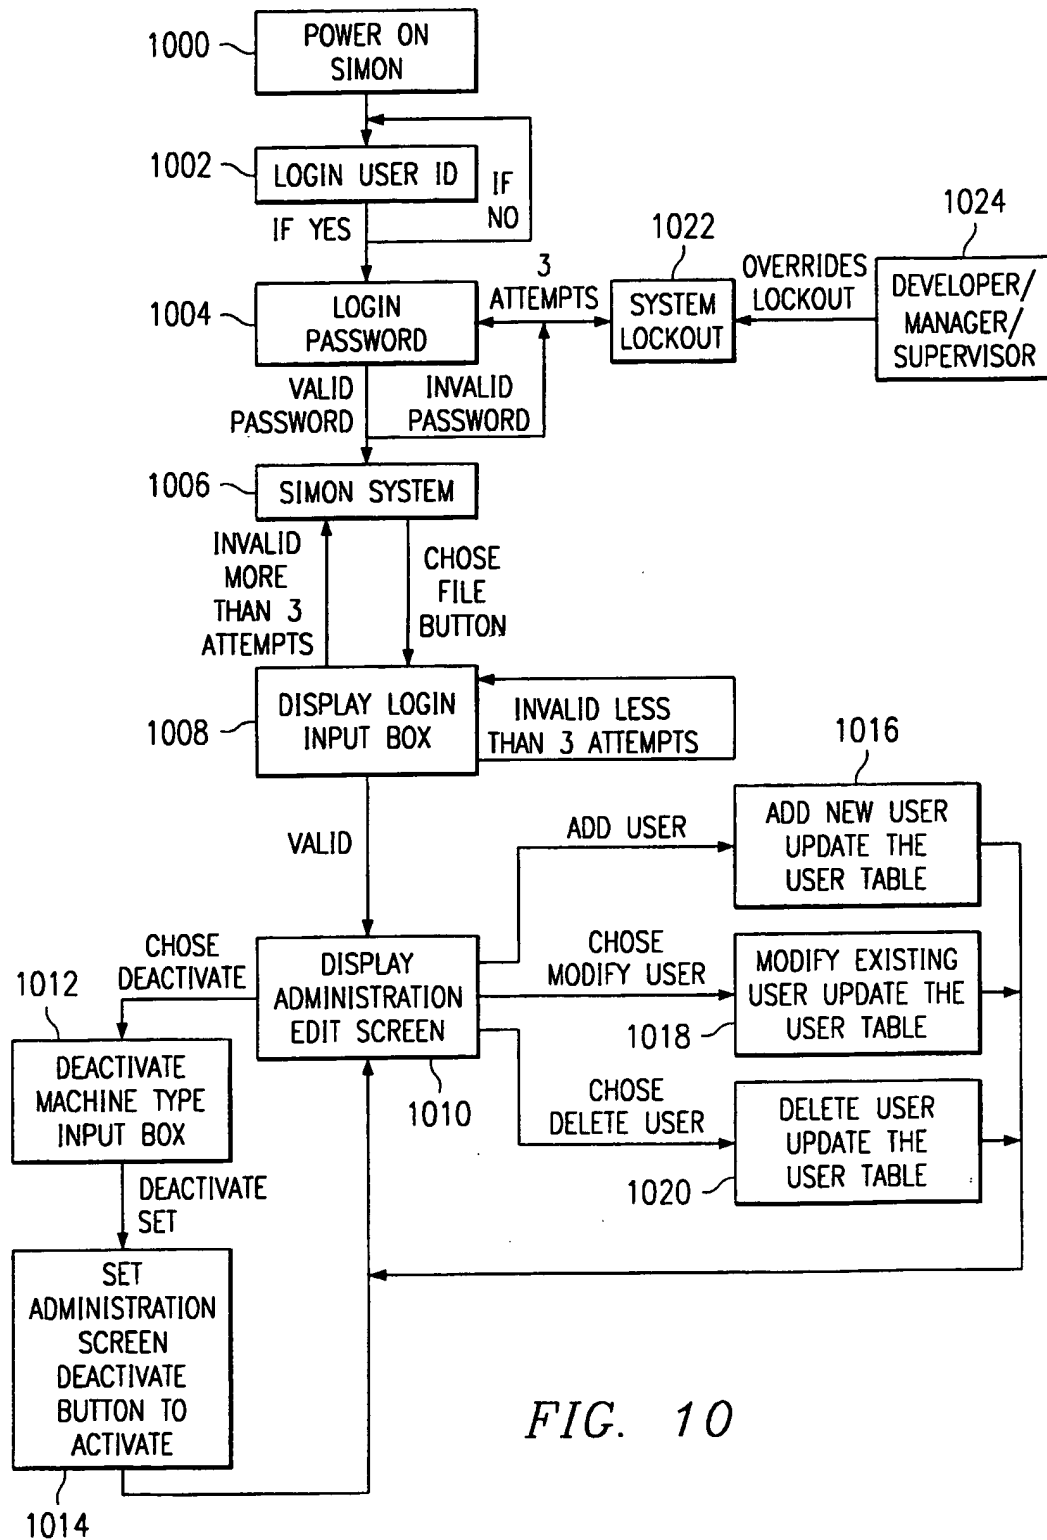 1000
POWER ON
SIMON
1002
LOGIN USER ID
IF
NO
IF YES
1004
LOGIN
PASSWORD
3
ATTEMPTS
1022
SYSTEM
LOCKOUT
OVERRIDES
LOCKOUT
1024
DEVELOPER/
MANAGER/
SUPERVISOR
VALID
PASSWORD
INVALID
PASSWORD
1006
SIMON SYSTEM
INVALID
MORE
THAN 3
ATTEMPTS
CHOSE
FILE
BUTTON
1008
DISPLAY LOGIN
INPUT BOX
INVALID LESS
THAN 3 ATTEMPTS
VALID
ADD USER
1016
ADD NEW USER
UPDATE THE
USER TABLE
CHOSE
DEACTIVATE
DISPLAY
ADMINISTRATION
EDIT SCREEN
1010
CHOSE
MODIFY USER
MODIFY EXISTING
USER UPDATE THE
USER TABLE
1018
1012
DEACTIVATE
MACHINE TYPE
INPUT BOX
CHOSE
DELETE USER
DELETE USER
UPDATE THE
USER TABLE
1020
DEACTIVATE
SET
SET
ADMINISTRATION
SCREEN
DEACTIVATE
BUTTON TO
ACTIVATE
1014
FIG. 10